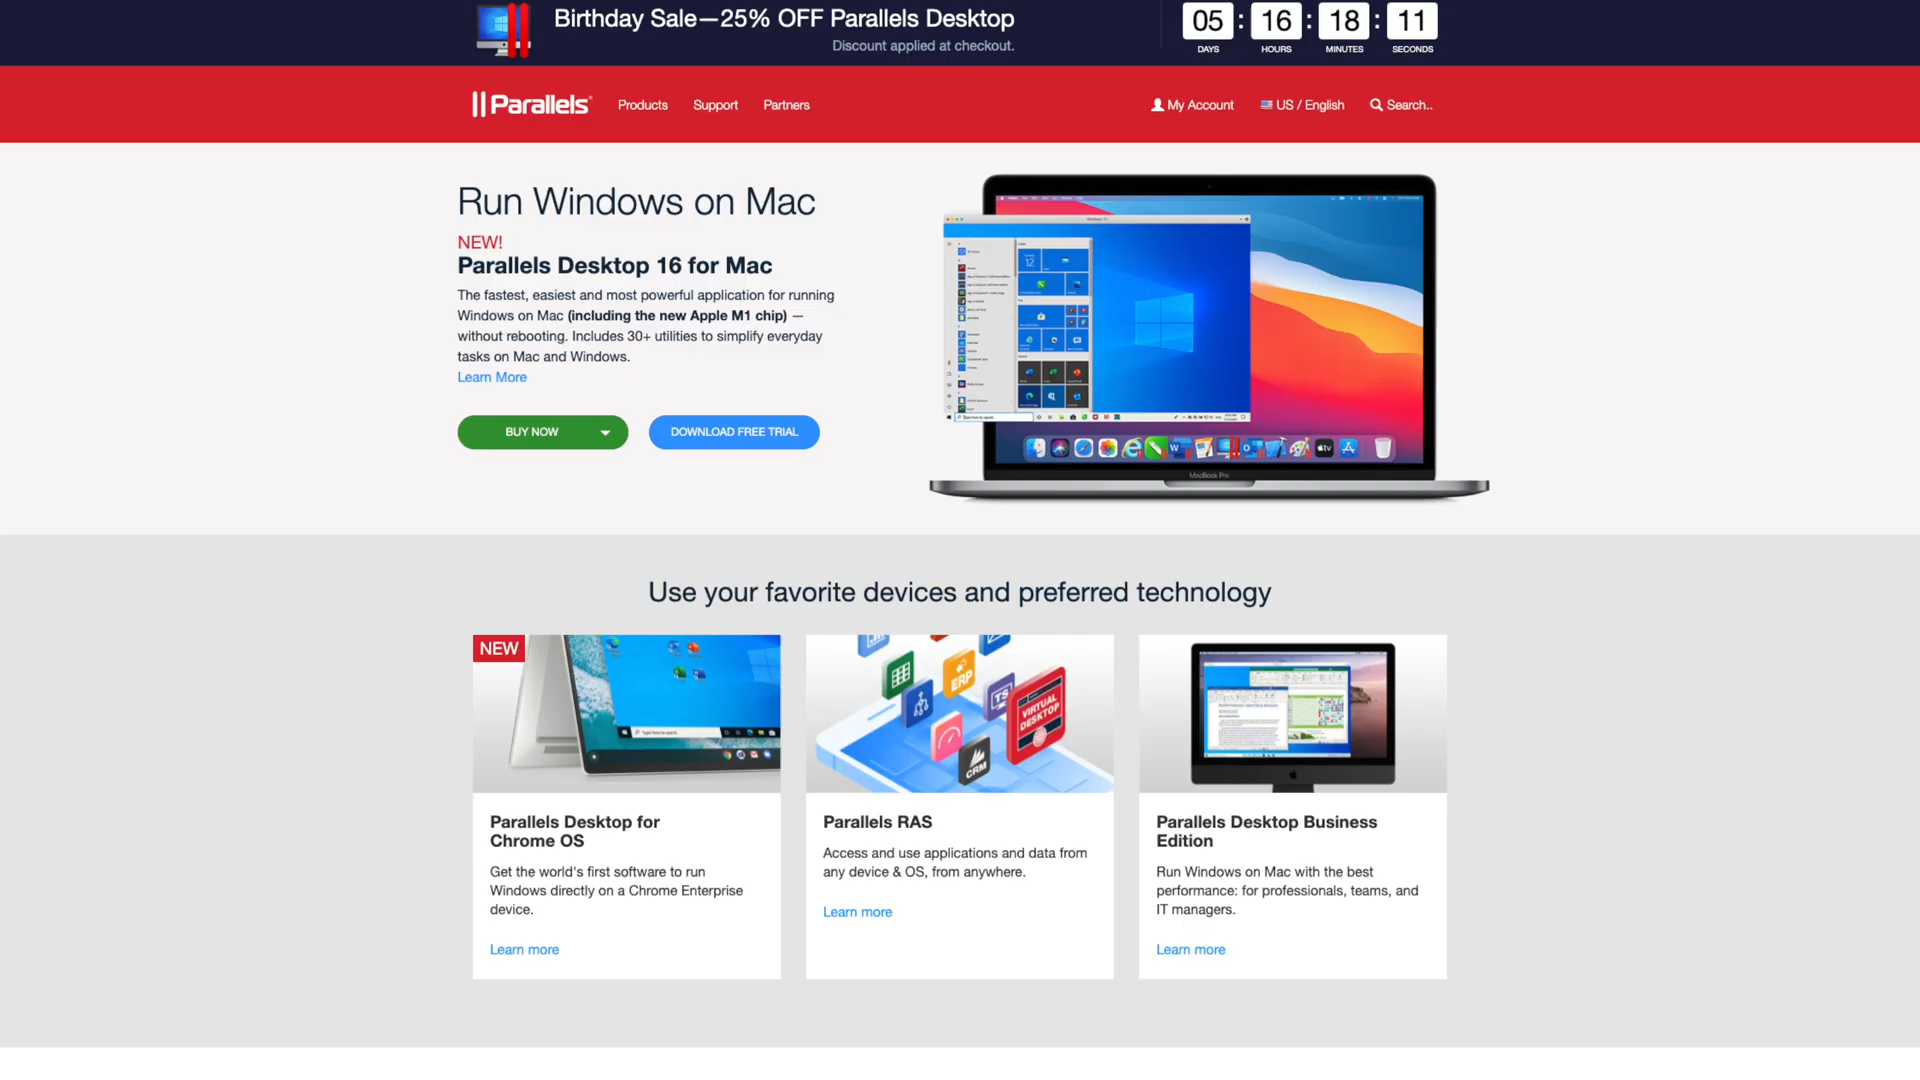 Birthday Sale—25% OFF Parallels Desktop
Discount applied at checkout.
05 : 16 : 18 : 11
DAYS HOURS MINUTES SECONDS
Parallels®
Products
Support
Partners
My Account
US / English
Search..
Run Windows on Mac
NEW!
Parallels Desktop 16 for Mac
The fastest, easiest and most powerful application for running
Windows on Mac (including the new Apple M1 chip) —
without rebooting. Includes 30+ utilities to simplify everyday
tasks on Mac and Windows.
Learn More
BUY NOW
DOWNLOAD FREE TRIAL
MacBook Pro
Use your favorite devices and preferred technology
NEW
Parallels Desktop for
Chrome OS
Get the world's first software to run
Windows directly on a Chrome Enterprise
device.
Learn more
ERP
TS
VIRTUAL
DESKTOP
CRM
Parallels RAS
Access and use applications and data from
any device & OS, from anywhere.
Learn more
Parallels Desktop Business
Edition
Run Windows on Mac with the best
performance: for professionals, teams, and
IT managers.
Learn more